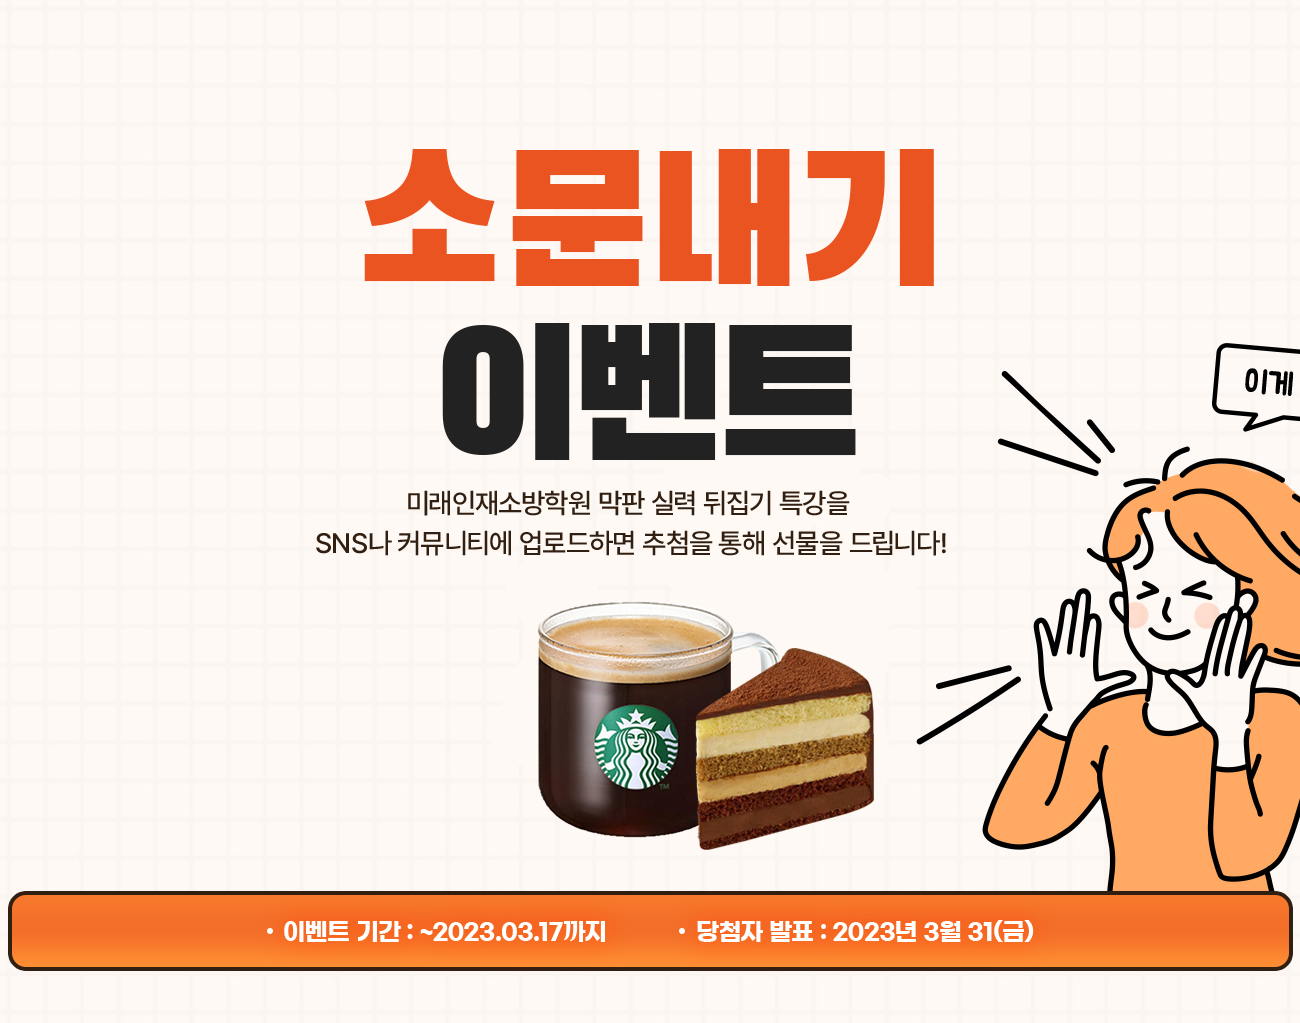 소문내기
이벤트
이게
미래인재소방학원 막판 실력 뒤집기 특강을
SNS나 커뮤니티에 업로드하면 추첨을 통해 선물을 드립니다!
TM
• 이벤트 기간 : ~2023.03.17까지
• 당첨자 발표 : 2023년 3월 31(금)